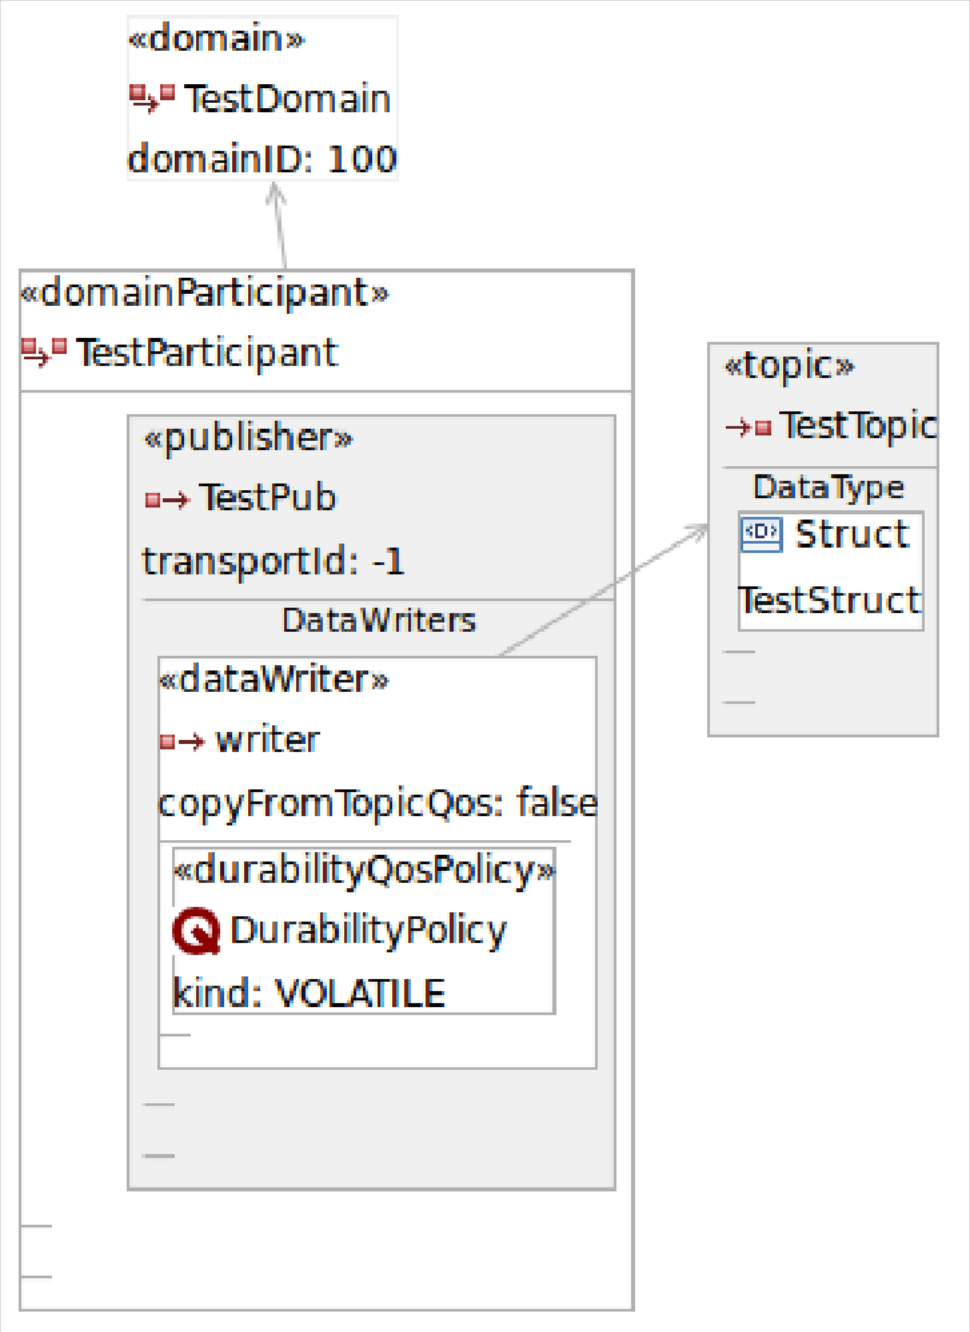 «domain»
TestDomain
domainID: 100
«domainParticipant»
TestParticipant
«publisher»
TestPub
transportId: -1
DataWriters
«dataWriter»
writer
copyFromTopicQos: false
«durabilityQosPolicy»
Q DurabilityPolicy
kind: VOLATILE
«topic»
TestTopic
DataType
«D» Struct
TestStruct